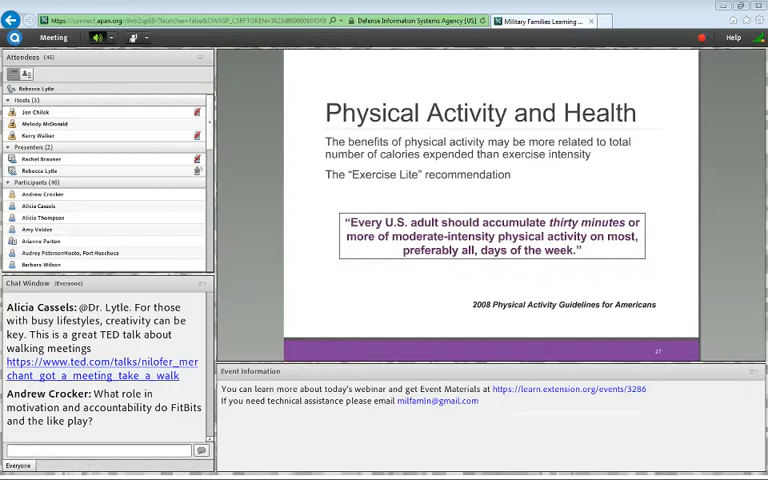 Defense Information Systems Agency [US]
Military Families Learning ...
Meeting
Help
Attendees (45)
Rebecca Lytle
Hosts (3)
Jen Chilek
Melody McDonald
Kerry Walker
Presenters (2)
Rachel Brauner
Rebecca Lytle
Participants (40)
Andrew Crocker
Alicia Cassels
Alicia Thompson
Arianne Parton
Barbara Wilson
Physical Activity and Health
The benefits of physical activity may be more related to total
number of calories expended than exercise intensity
The “Exercise Lite” recommendation
“Every U.S. adult should accumulate thirty minutes or
more of moderate-intensity physical activity on most,
preferably all, days of the week.”
2008 Physical Activity Guidelines for Americans
27
Chat Window (Everyone)
Alicia Cassels: @Dr. Lytle. For those
with busy lifestyles, creativity can be
key. This is a great TED talk about
walking meetings
https://www.ted.com/talks/nilofer_mer
chant_got_a_meeting_take_a_walk
Andrew Crocker: What role in
motivation and accountability do FitBits
and the like play?
Everyone
Event Information
You can learn more about today's webinar and get Event Materials at https://learn.extension.org/events/3286
If you need technical assistance please email milfamln@gmail.com